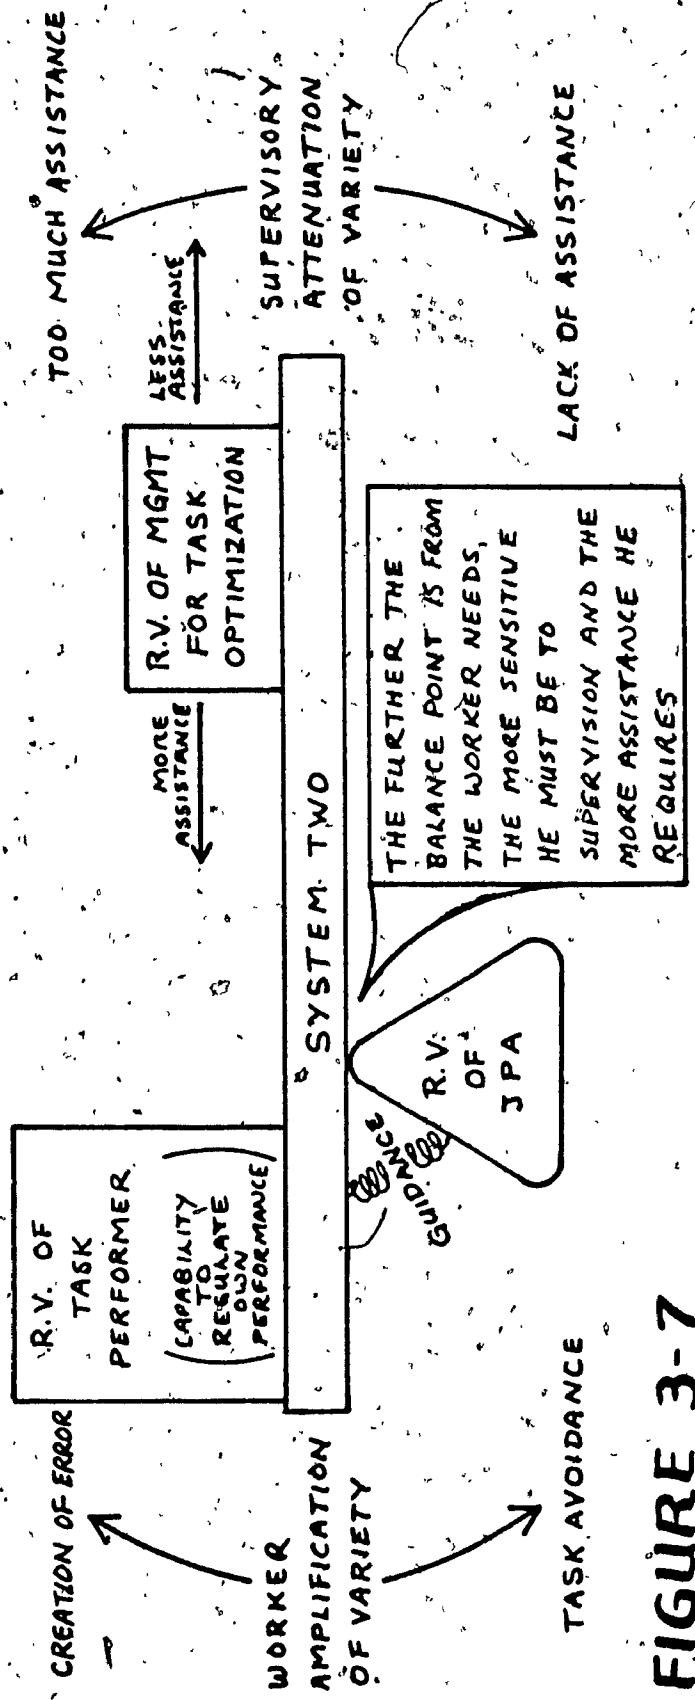 CREATION OF ERROR
WORKER
AMPLIFICATION
OF VARIETY
TASK AVOIDANCE
R.V. OF
TASK
PERFORMER
(CAPABILITY
TO
REGULATE
OWN
PERFORMANCE)
MORE
ASSISTANCE
R.V. OF MGMT
FOR TASK
OPTIMIZATION
LESS
ASSISTANCE
TOO MUCH ASSISTANCE
SUPERVISORY
ATTENUATION
OF VARIETY
LACK OF ASSISTANCE
SYSTEM TWO
GUIDANCE
R.V.
OF
JPA
THE FURTHER THE
BALANCE POINT IS FROM
THE WORKER NEEDS,
THE MORE SENSITIVE
HE MUST BE TO
SUPERVISION AND THE
MORE ASSISTANCE HE
REQUIRES
FIGURE 3-7